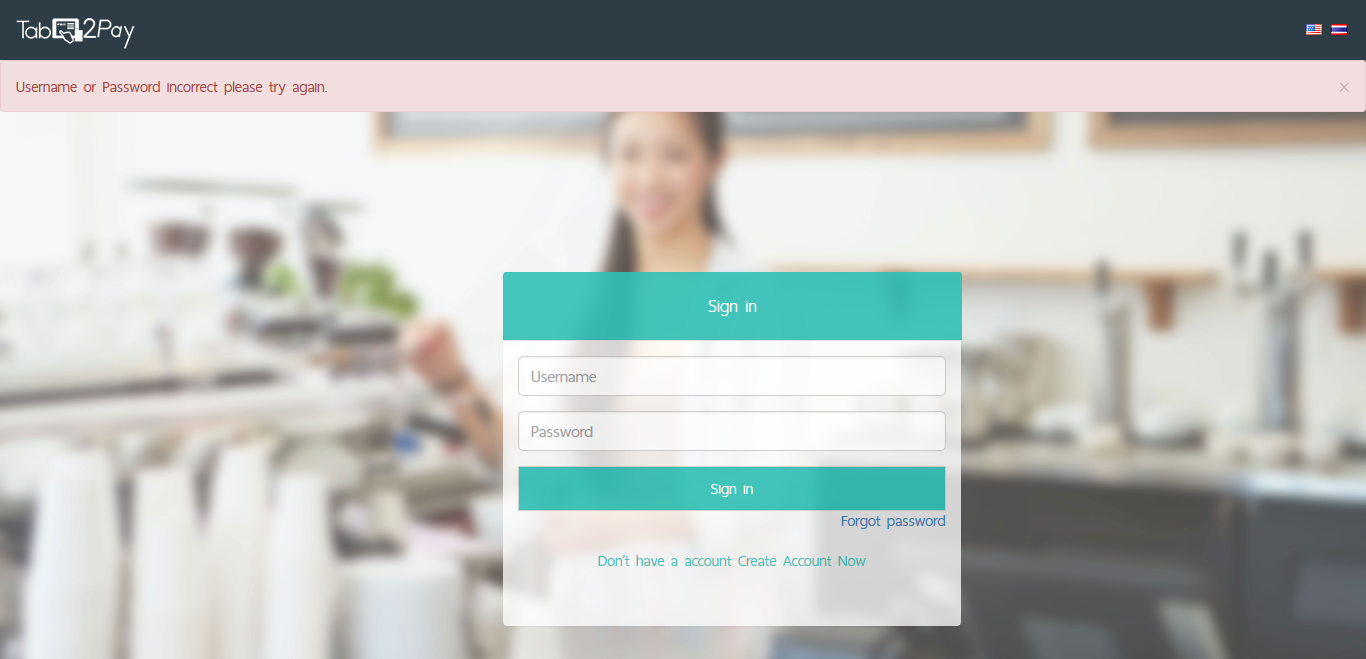 Tab2Pay
Username or Password incorrect please try again.
×
Sign in
Username
Password
Sign in
Forgot password
Don't have a account Create Account Now